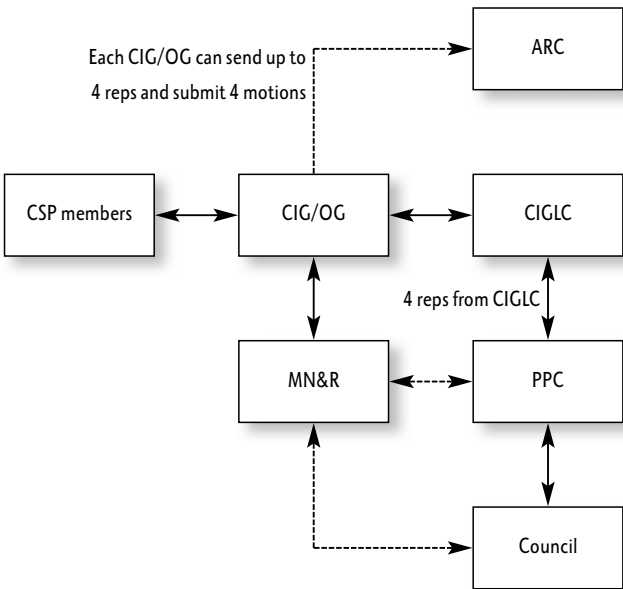 Each CIG/OG can send up to
4 reps and submit 4 motions
ARC
CSP members
CIG/OG
CIGLC
4 reps from CIGLC
MN&R
PPC
Council